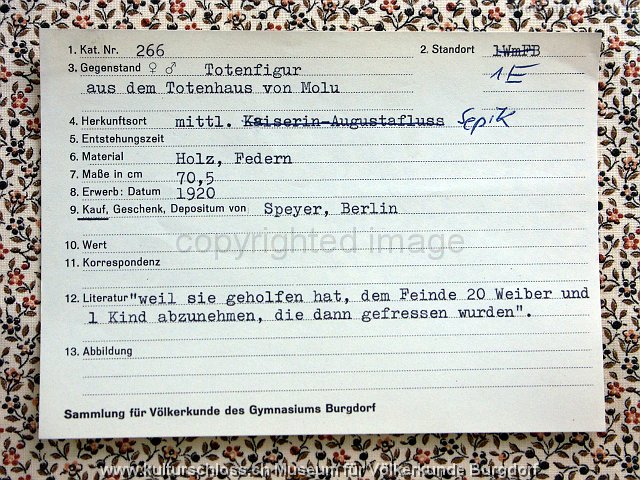 1. Kat. Nr. 266 2. Standort 1WmFB
3. Gegenstand ♀ ♂ Totenfigur 1E
aus dem Totenhaus von Molu
4. Herkunftsort mittl. Kaiserin-Augustafluss Sepik
5. Entstehungszeit
6. Material Holz, Federn
7. Maße in cm 70,5
8. Erwerb: Datum 1920
9. Kauf, Geschenk, Depositum von Speyer, Berlin
copyrighted image
10. Wert
11. Korrespondenz
12. Literatur "weil sie geholfen hat, dem Feinde 20 Weiber und
1 Kind abzunehmen, die dann gefressen wurden".
13. Abbildung
Sammlung für Völkerkunde des Gymnasiums Burgdorf
www.kulturschloss.ch Museum für Völkerkunde Burgdorf